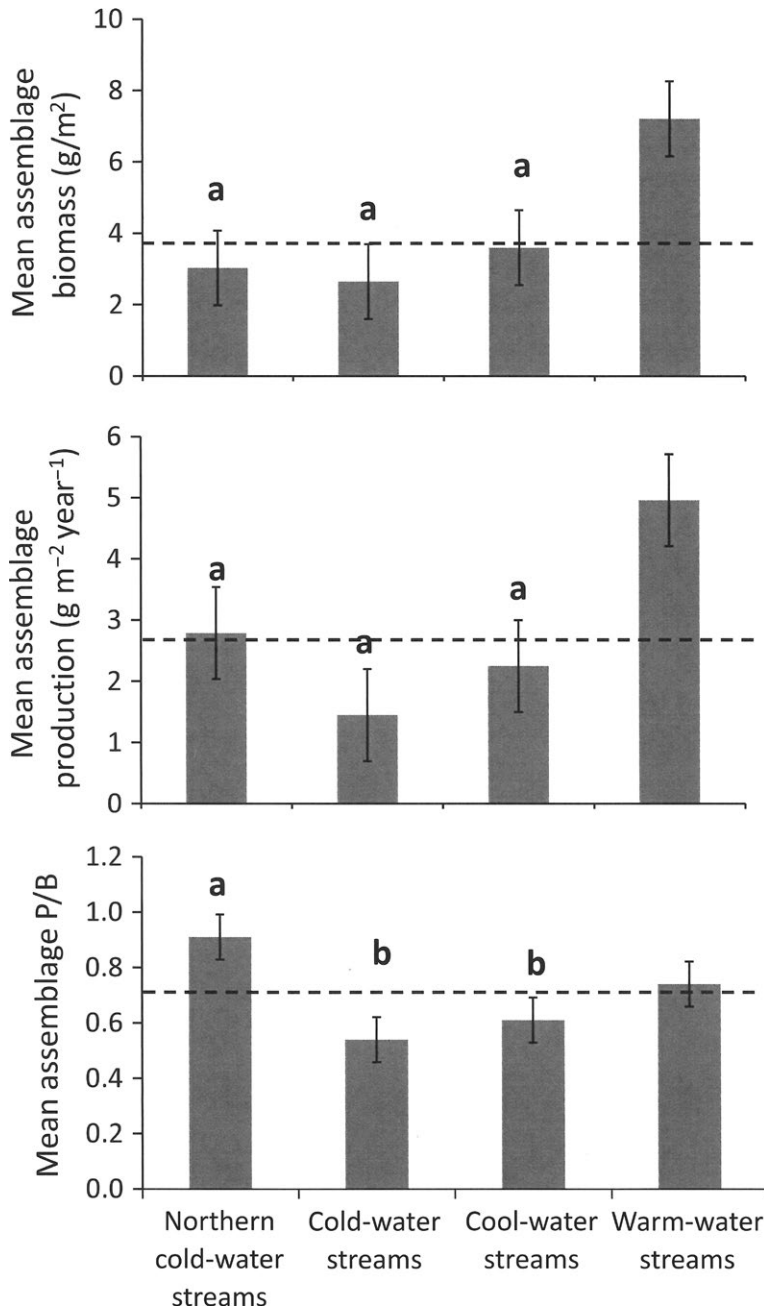 Mean assemblage
biomass (g/m²)
10
8
6
4
2
0
a
a
a
Mean assemblage
production (g m⁻² year⁻¹)
6
5
4
3
2
1
0
a
a
a
Mean assemblage P/B
1.2
1.0
0.8
0.6
0.4
0.2
0.0
a
b
b
Northern
cold-water
streams
Cold-water
streams
Cool-water
streams
Warm-water
streams